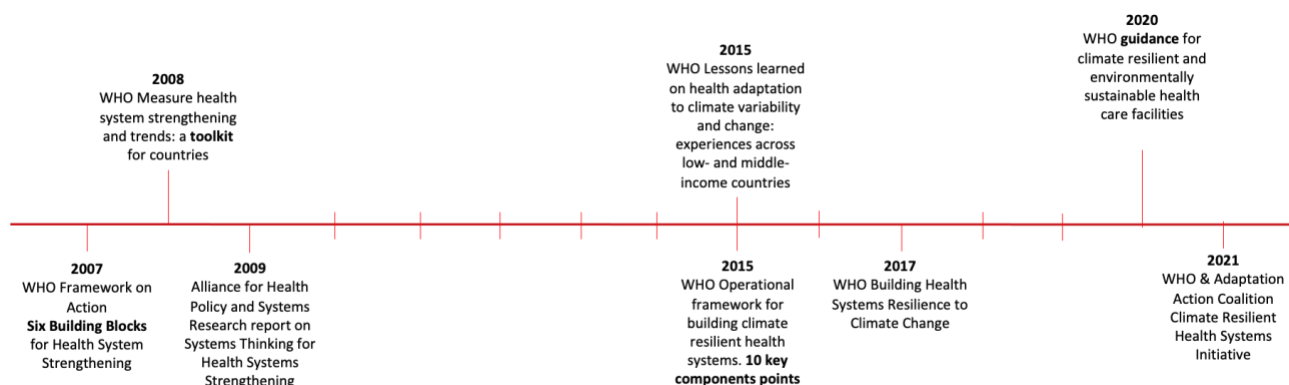 2008
WHO Measure health
system strengthening
and trends: a toolkit
for countries
2015
WHO Lessons learned
on health adaptation
to climate variability
and change:
experiences across
low- and middle-
income countries
2020
WHO guidance for
climate resilient and
environmentally
sustainable health
care facilities
2007
WHO Framework on
Action
Six Building Blocks
for Health System
Strengthening
2009
Alliance for Health
Policy and Systems
Research report on
Systems Thinking for
Health Systems
Strengthening
2015
WHO Operational
framework for
building climate
resilient health
systems. 10 key
components points
2017
WHO Building Health
Systems Resilience to
Climate Change
2021
WHO & Adaptation
Action Coalition
Climate Resilient
Health Systems
Initiative